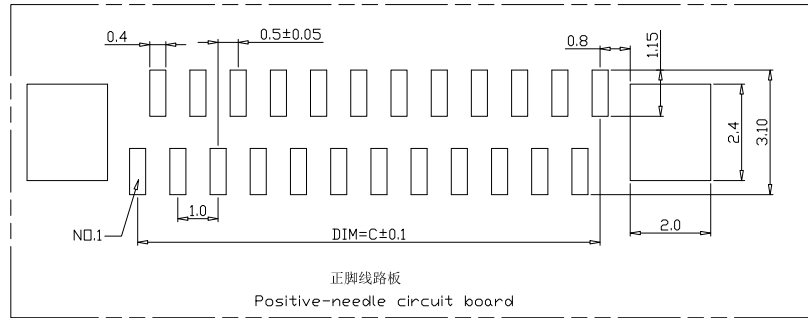 0.4
0.5±0.05
0.8
1.15
2.4
3.10
1.0
NO.1
DIM=C±0.1
2.0
正脚线路板
Positive-needle circuit board